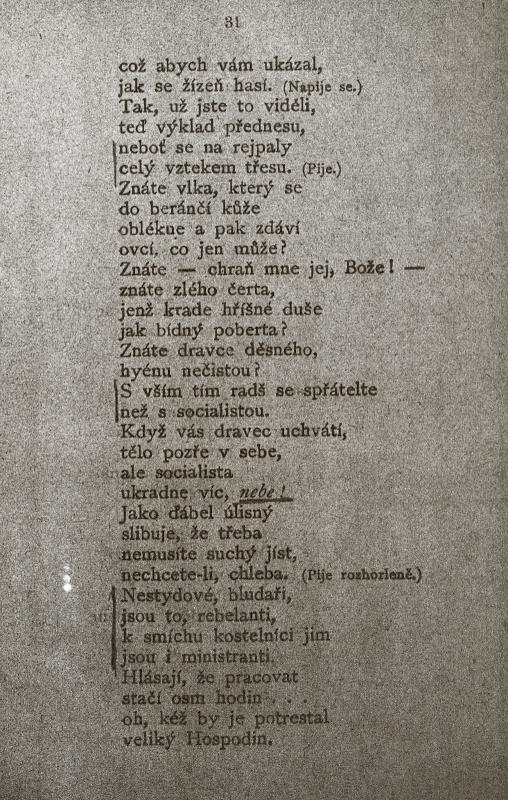 31
což abych vám ukázal,
jak se žízeň hasí. (Napije se.)
Tak, už jste to viděli,
teď výklad přednesu,
neboť se na rejpaly
celý vztekem třesu. (Pije.)
Znáte vlka, který se
do beránčí kůže
oblékne a pak zdáví
ovcí, co jen může?
Znáte — chraň mne jej, Bože! —
znáte zlého čerta,
jenž krade hříšné duše
jak bídný poberta?
Znáte dravce děsného,
hyénu nečistou?
S vším tím radš se spřátelte
než s socialistou.
Když vás dravec uchvátí,
tělo pozře v sebe,
ale socialista
ukradne víc, nebe!
Jako ďábel úlisný
slibuje, že třeba
nemusíte suchý jíst,
nechcete-li, chleba. (Pije rozhořleně.)
Nestydové, bludaři,
jsou to, rebelanti,
k smíchu kostelníci jim
jsou i ministranti.
Hlásají, že pracovat
stačí osm hodin . . .
oh, kéž by je potrestal
veliký Hospodin.